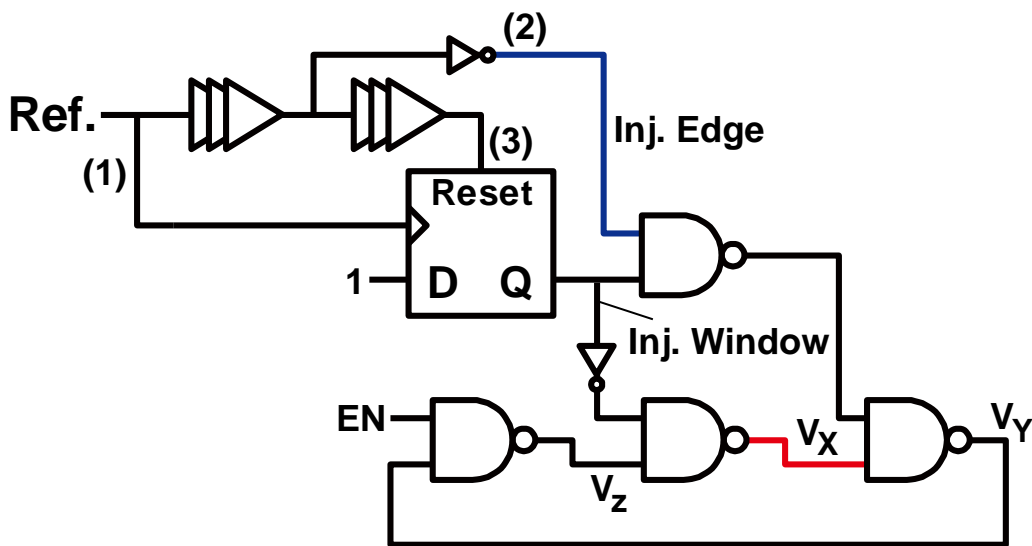 (2)
Ref.
Inj. Edge
(1)
(3)
Reset
1
D
Q
Inj. Window
EN
Vz
VX
VY